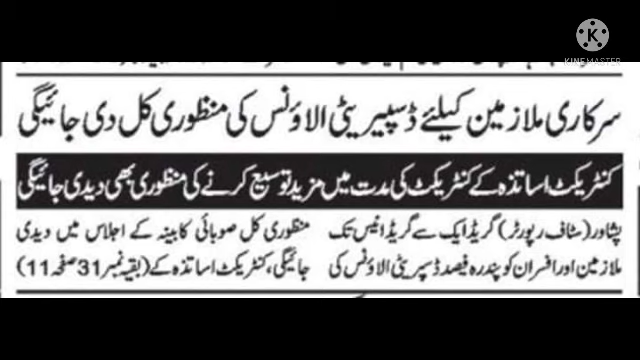 KINEMASTER
سرکاری ملازمین کیلئے ڈسپیریٹی الاؤنس کی منظوری کل دی جائیگی
کنٹریکٹ اساتذہ کے کنٹریکٹ کی مدت میں مزید توسیع کرنے کی منظوری بھی دیدی جائیگی
پشاور (سٹاف رپورٹر) گریڈ ایک سے گریڈ انیس تک
ملازمین اور افسران کو پندرہ فیصد ڈسپریٹی الاؤنس کی
منظوری کل صوبائی کابینہ کے اجلاس میں دیدی
جائیگی، کنٹریکٹ اساتذہ کے (بقیہ نمبر 31 صفحہ 11)